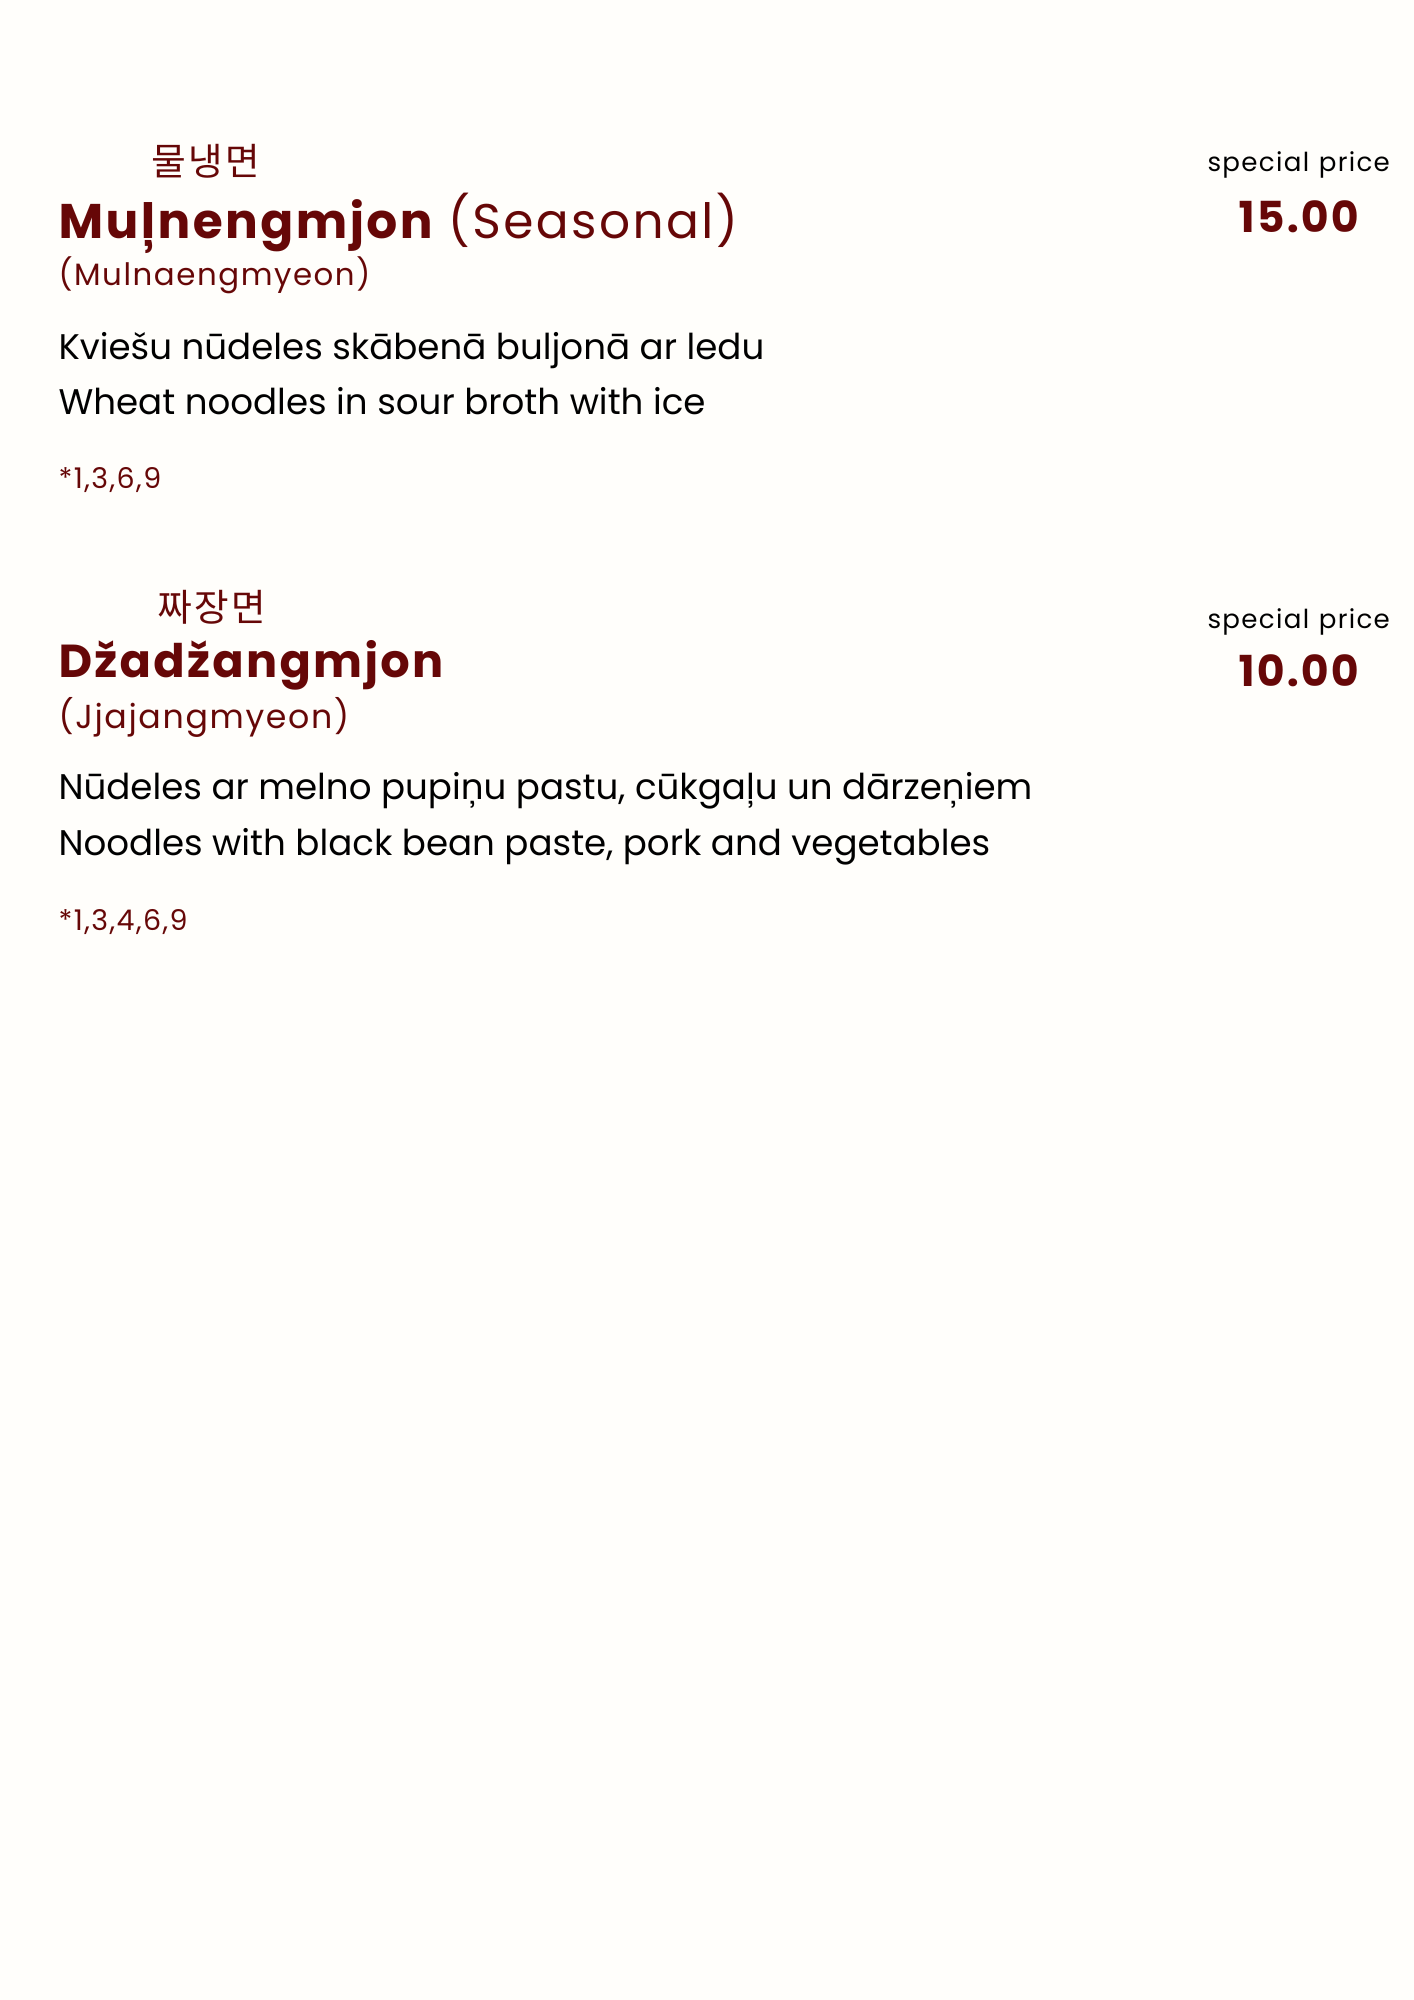 물냉면
special price
Muļnengmjon (Seasonal)
15.00
(Mulnaengmyeon)
Kviešu nūdeles skābenā buljonā ar ledu
Wheat noodles in sour broth with ice
*1,3,6,9
짜장면
special price
Džadžangmjon
10.00
(Jjajangmyeon)
Nūdeles ar melno pupiņu pastu, cūkgaļu un dārzeņiem
Noodles with black bean paste, pork and vegetables
*1,3,4,6,9